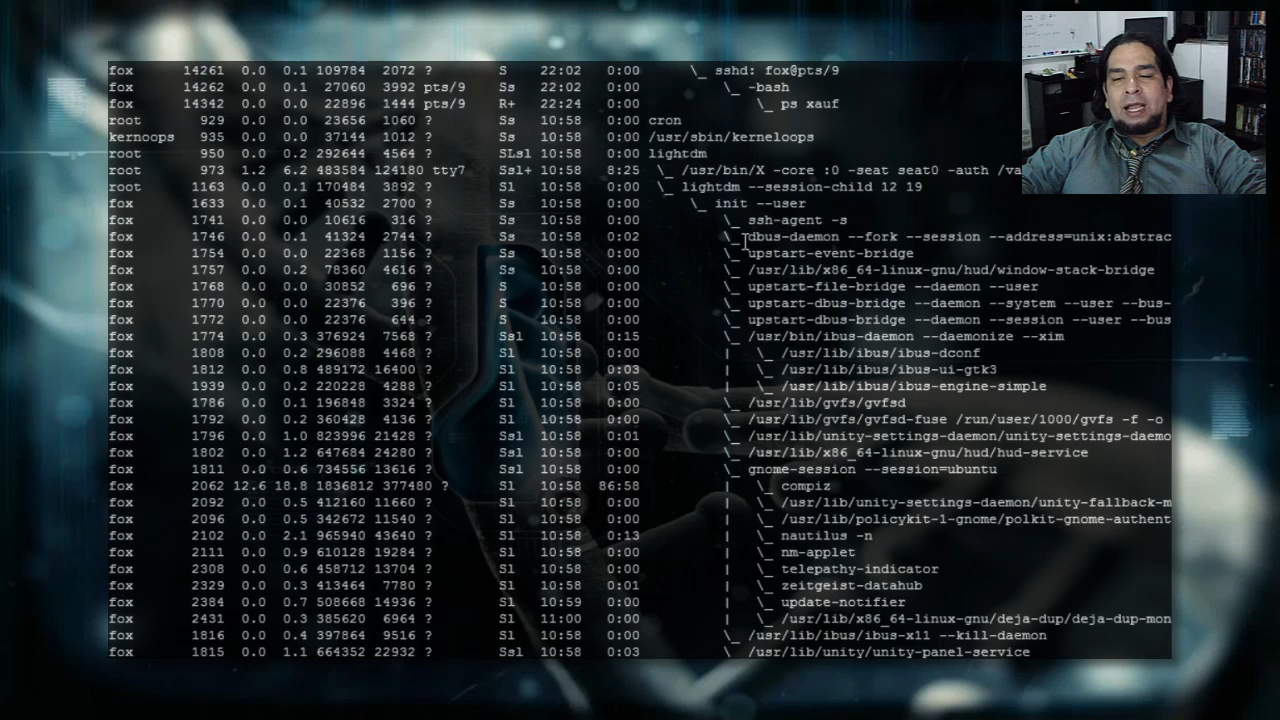 fox 14261 0.0 0.1 109784 2072 ? S 22:02 0:00 \_ sshd: fox@pts/9
fox 14262 0.0 0.1 27060 3992 pts/9 Ss 22:02 0:00 \_ -bash
fox 14342 0.0 0.0 22896 1444 pts/9 R+ 22:24 0:00 \_ ps xauf
root 929 0.0 0.0 23656 1060 ? Ss 10:58 0:00 cron
kernoops 935 0.0 0.0 37144 1012 ? Ss 10:58 0:00 /usr/sbin/kerneloops
root 950 0.0 0.2 292644 4564 ? SLsl 10:58 0:00 lightdm
root 973 1.2 6.2 483584 124180 tty7 Ssl+ 10:58 8:25 \_ /usr/bin/X -core :0 -seat seat0 -auth /va
root 1163 0.0 0.1 170484 3892 ? Sl 10:58 0:00 \_ lightdm --session-child 12 19
fox 1633 0.0 0.1 40532 2700 ? Ss 10:58 0:00 \_ init --user
fox 1741 0.0 0.0 10616 316 ? Ss 10:58 0:00 \_ ssh-agent -s
fox 1746 0.0 0.1 41324 2744 ? Ss 10:58 0:02 \_ dbus-daemon --fork --session --address=unix:abstrac
fox 1754 0.0 0.0 22368 1156 ? Ss 10:58 0:00 \_ upstart-event-bridge
fox 1757 0.0 0.2 78360 4616 ? Ss 10:58 0:00 \_ /usr/lib/x86_64-linux-gnu/hud/window-stack-bridge
fox 1768 0.0 0.0 30852 696 ? S 10:58 0:00 \_ upstart-file-bridge --daemon --user
fox 1770 0.0 0.0 22376 396 ? S 10:58 0:00 \_ upstart-dbus-bridge --daemon --system --user --bus-
fox 1772 0.0 0.0 22376 644 ? S 10:58 0:00 \_ upstart-dbus-bridge --daemon --session --user --bus
fox 1774 0.0 0.3 376924 7568 ? Ssl 10:58 0:15 \_ /usr/bin/ibus-daemon --daemonize --xim
fox 1808 0.0 0.2 296088 4468 ? Sl 10:58 0:00 | \_ /usr/lib/ibus/ibus-dconf
fox 1812 0.0 0.8 489172 16400 ? Sl 10:58 0:03 | \_ /usr/lib/ibus/ibus-ui-gtk3
fox 1939 0.0 0.2 220228 4288 ? Sl 10:58 0:05 | \_ /usr/lib/ibus/ibus-engine-simple
fox 1786 0.0 0.1 196848 3324 ? Sl 10:58 0:00 \_ /usr/lib/gvfs/gvfsd
fox 1792 0.0 0.2 360428 4136 ? Sl 10:58 0:00 \_ /usr/lib/gvfs/gvfsd-fuse /run/user/1000/gvfs -f -o
fox 1796 0.0 1.0 823996 21428 ? Ssl 10:58 0:01 \_ /usr/lib/unity-settings-daemon/unity-settings-daemo
fox 1802 0.0 1.2 647684 24280 ? Ssl 10:58 0:00 \_ /usr/lib/x86_64-linux-gnu/hud/hud-service
fox 1811 0.0 0.6 734556 13616 ? Ssl 10:58 0:00 \_ gnome-session --session=ubuntu
fox 2062 12.6 18.8 1836812 377480 ? Sl 10:58 86:58 | \_ compiz
fox 2092 0.0 0.5 412160 11660 ? Sl 10:58 0:00 | \_ /usr/lib/unity-settings-daemon/unity-fallback-m
fox 2096 0.0 0.5 342672 11540 ? Sl 10:58 0:00 | \_ /usr/lib/policykit-1-gnome/polkit-gnome-authent
fox 2102 0.0 2.1 965940 43640 ? Sl 10:58 0:13 | \_ nautilus -n
fox 2111 0.0 0.9 610128 19284 ? Sl 10:58 0:00 | \_ nm-applet
fox 2308 0.0 0.6 458712 13704 ? Sl 10:58 0:00 | \_ telepathy-indicator
fox 2329 0.0 0.3 413464 7780 ? Sl 10:58 0:01 | \_ zeitgeist-datahub
fox 2384 0.0 0.7 508668 14936 ? Sl 10:59 0:00 | \_ update-notifier
fox 2431 0.0 0.3 385620 6964 ? Sl 11:00 0:00 | \_ /usr/lib/x86_64-linux-gnu/deja-dup/deja-dup-mon
fox 1816 0.0 0.4 397864 9516 ? Sl 10:58 0:00 \_ /usr/lib/ibus/ibus-x11 --kill-daemon
fox 1815 0.0 1.1 664352 22932 ? Ssl 10:58 0:03 \_ /usr/lib/unity/unity-panel-service